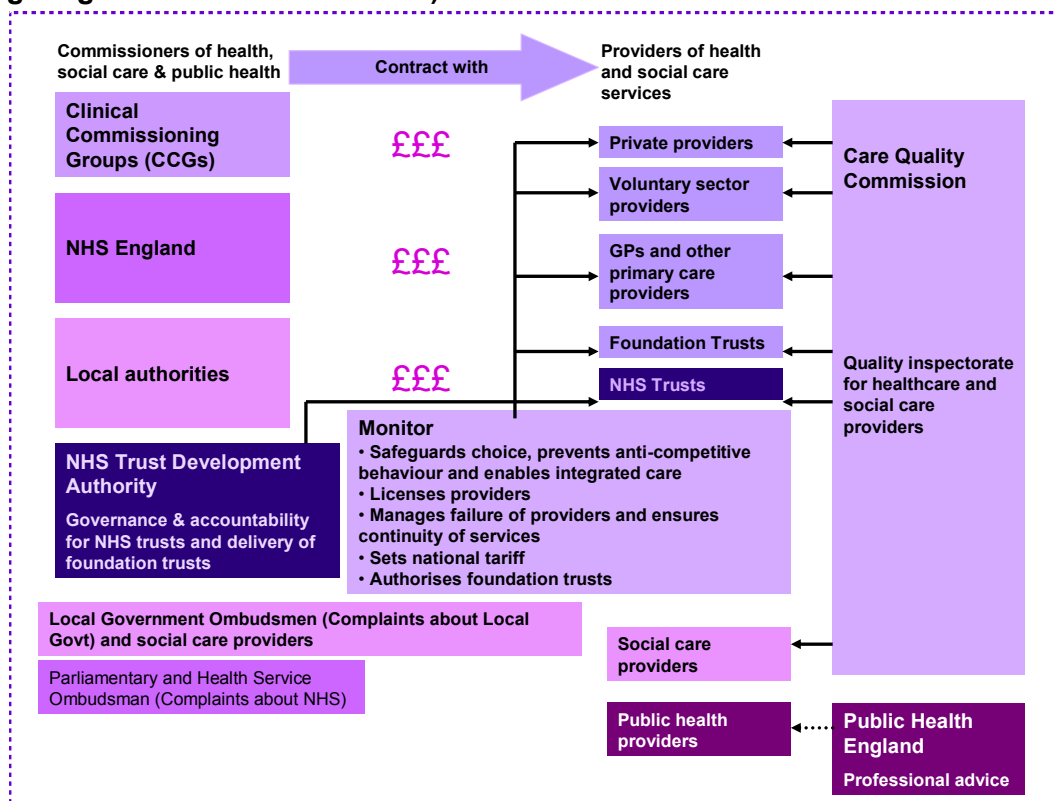 Commissioners of health,
social care & public health
Contract with
Providers of health
and social care
services
Clinical
Commissioning
Groups (CCGs)
£££
Private providers
Care Quality
Commission
Voluntary sector
providers
NHS England
£££
GPs and other
primary care
providers
Foundation Trusts
Local authorities
£££
NHS Trusts
Quality inspectorate
for healthcare and
social care
providers
NHS Trust Development
Authority
Governance & accountability
for NHS trusts and delivery of
foundation trusts
Monitor
• Safeguards choice, prevents anti-competitive
behaviour and enables integrated care
• Licenses providers
• Manages failure of providers and ensures
continuity of services
• Sets national tariff
• Authorises foundation trusts
Local Government Ombudsmen (Complaints about Local
Govt) and social care providers
Social care
providers
Parliamentary and Health Service
Ombudsman (Complaints about NHS)
Public health
providers
Public Health
England
Professional advice